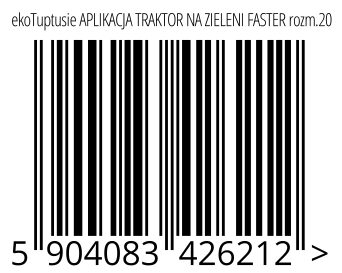 ekoTuptusie APLIKACJA TRAKTOR NA ZIELENI FASTER rozm.20
5 904083 426212 >